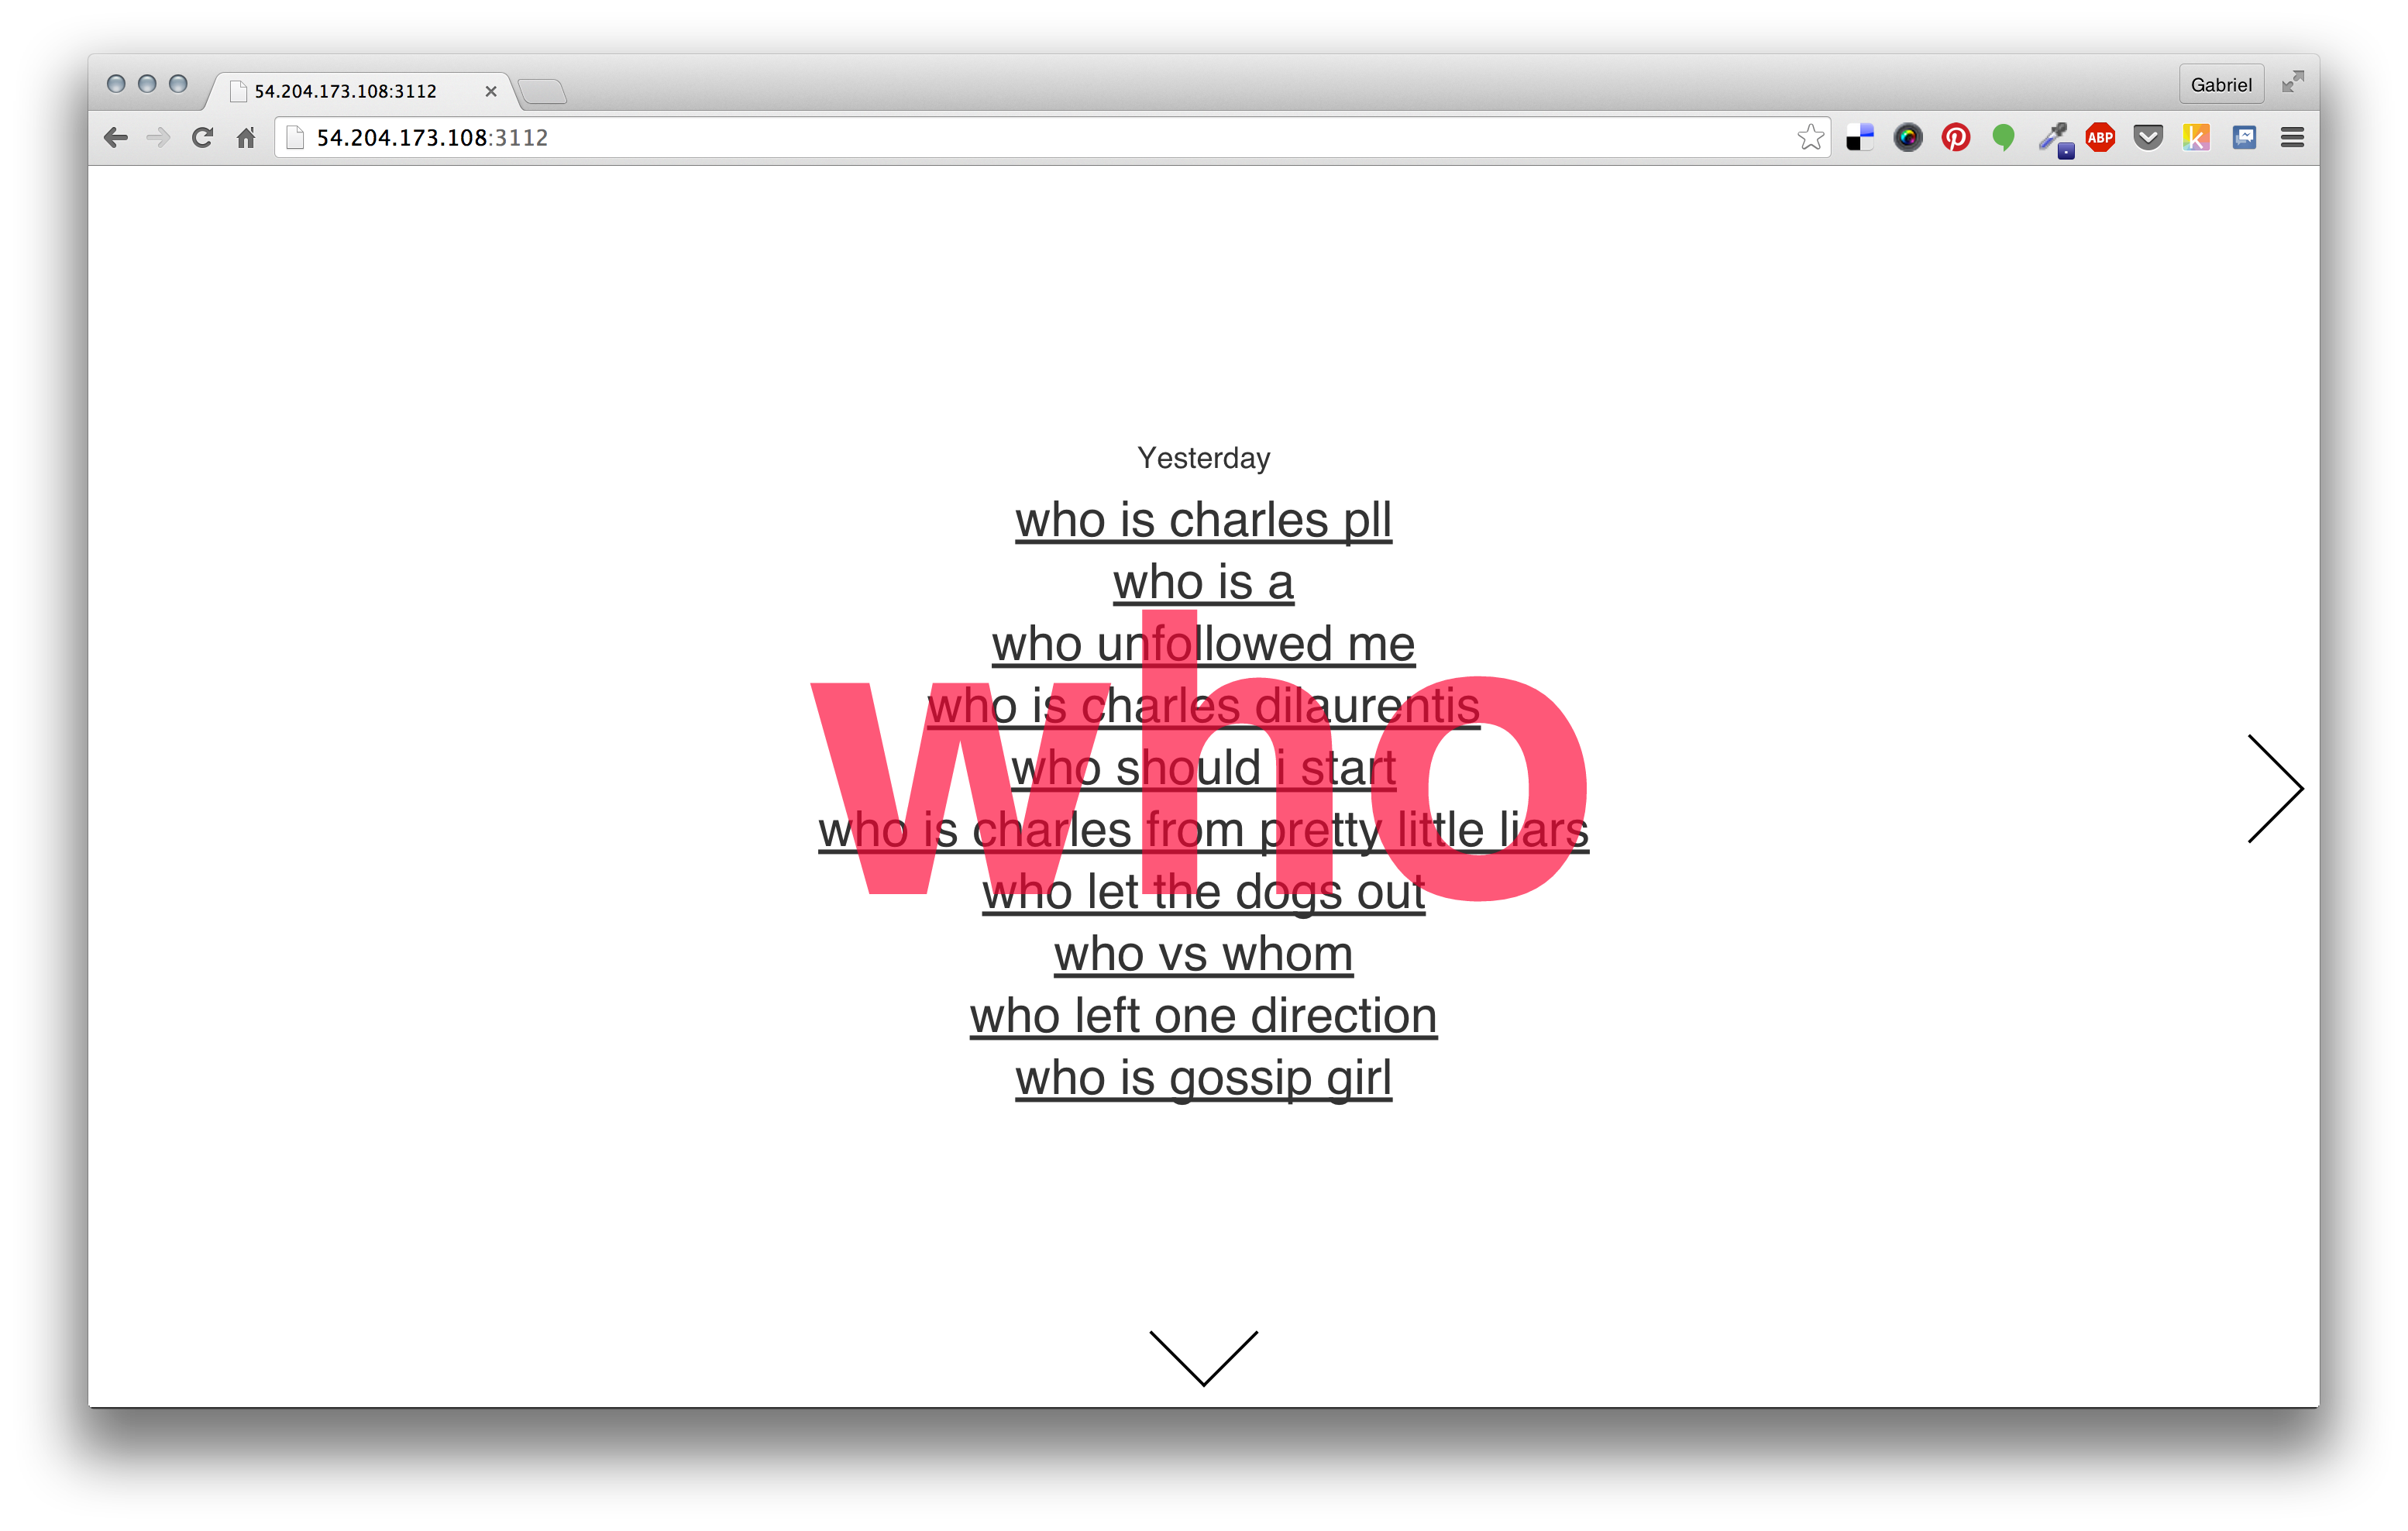 54.204.173.108:3112
Gabriel
54.204.173.108:3112
ABP
k
Yesterday
who is charles pll
who is a
who unfollowed me
who is charles dilaurentis
who should i start
who is charles from pretty little liars
who let the dogs out
who vs whom
who left one direction
who is gossip girl
who